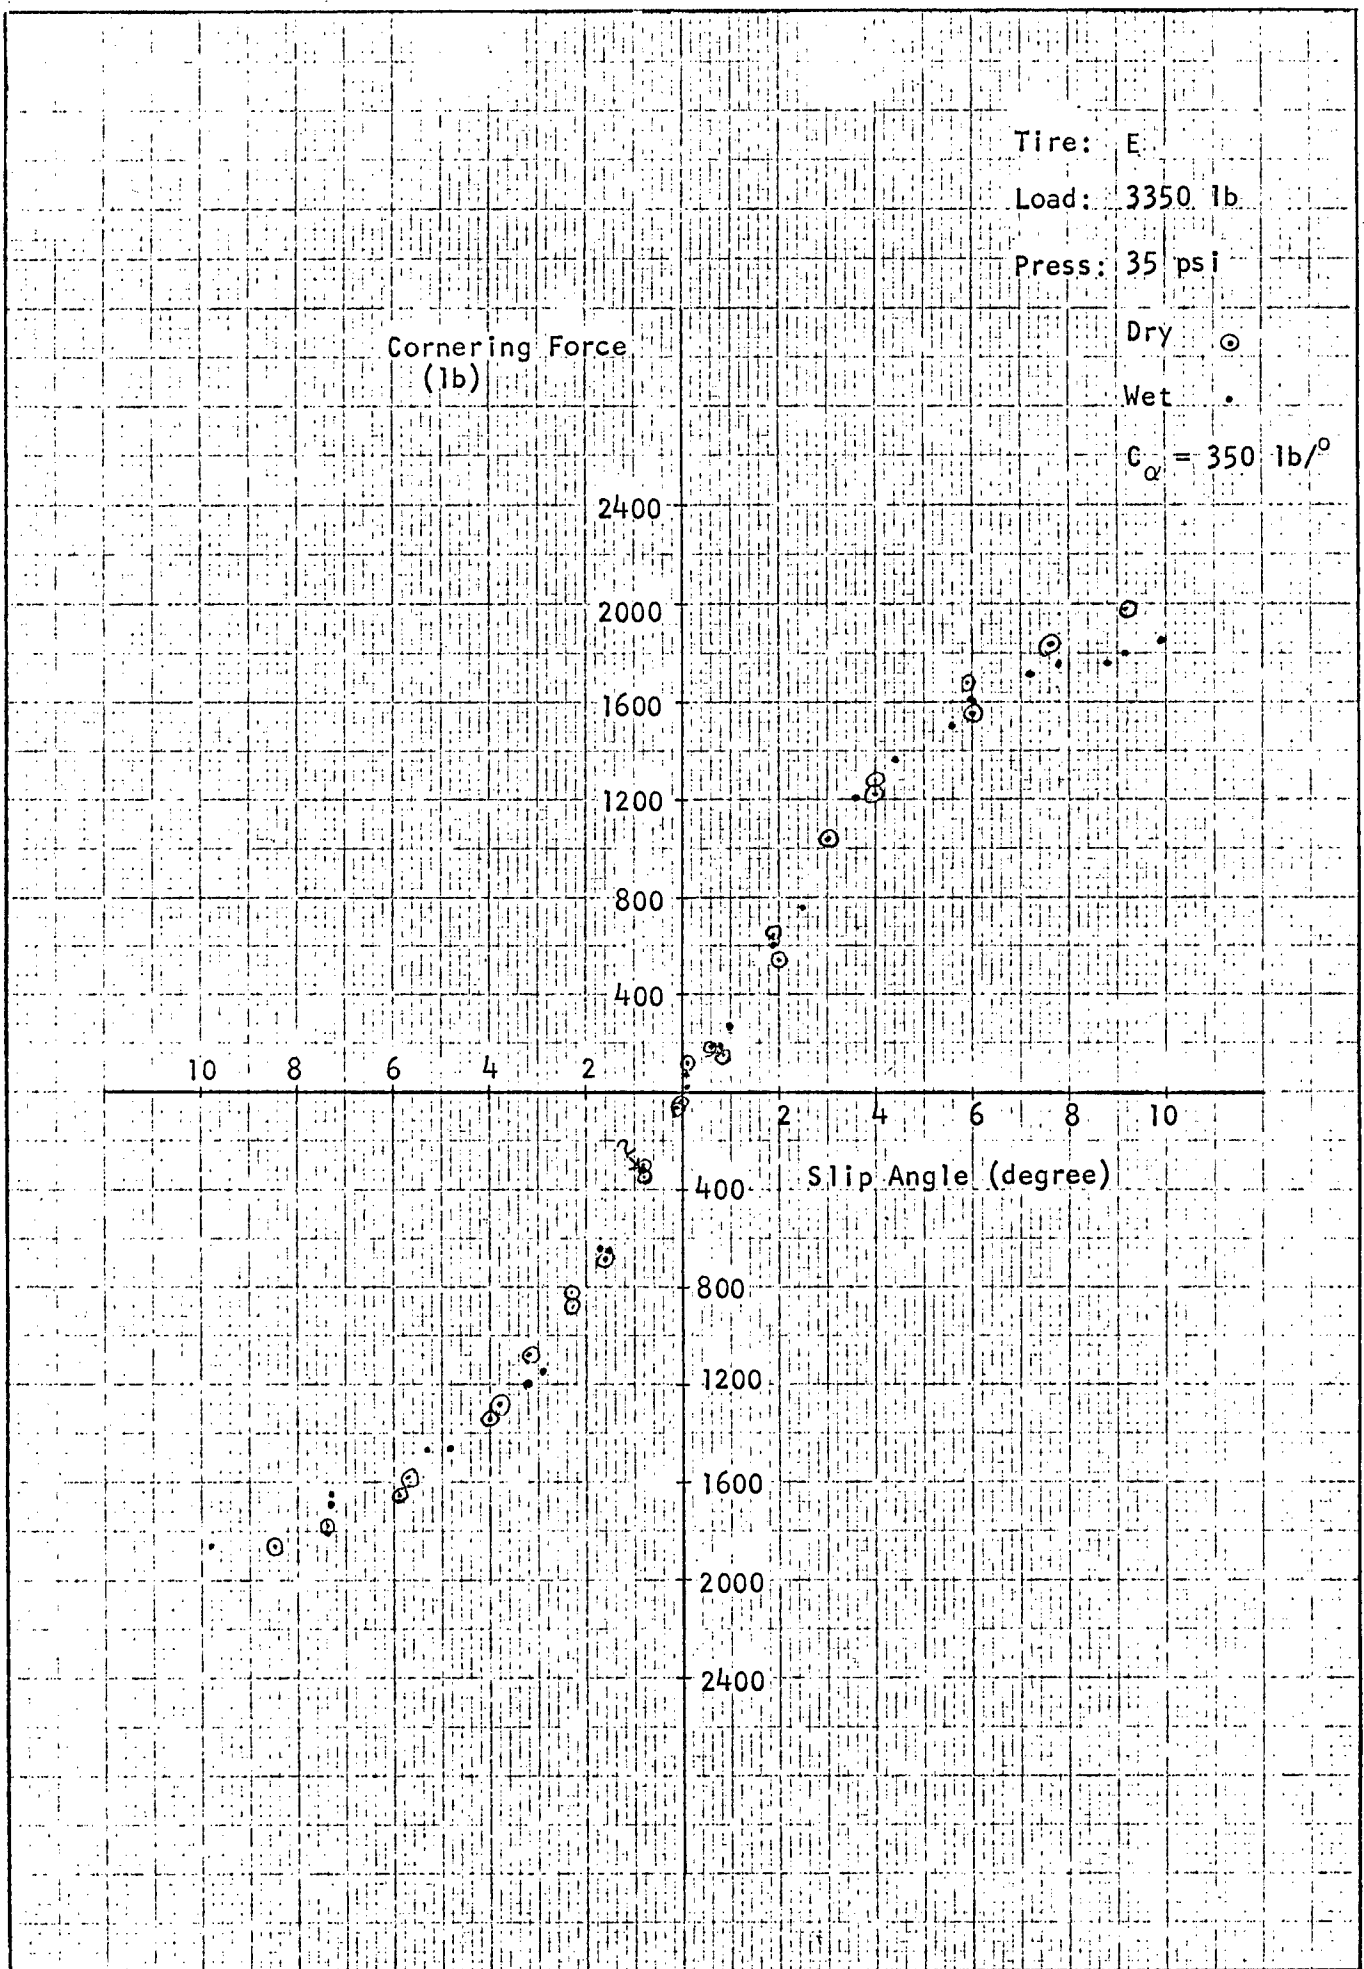 Tire: E
Load: 3350 lb
Press: 35 psi
Dry ⊙
Wet •
Cα = 350 lb/°
Cornering Force
(lb)
2400
2000
1600
1200
800
400
10 8 6 4 2
2 4 6 8 10
Slip Angle (degree)
400
800
1200
1600
2000
2400